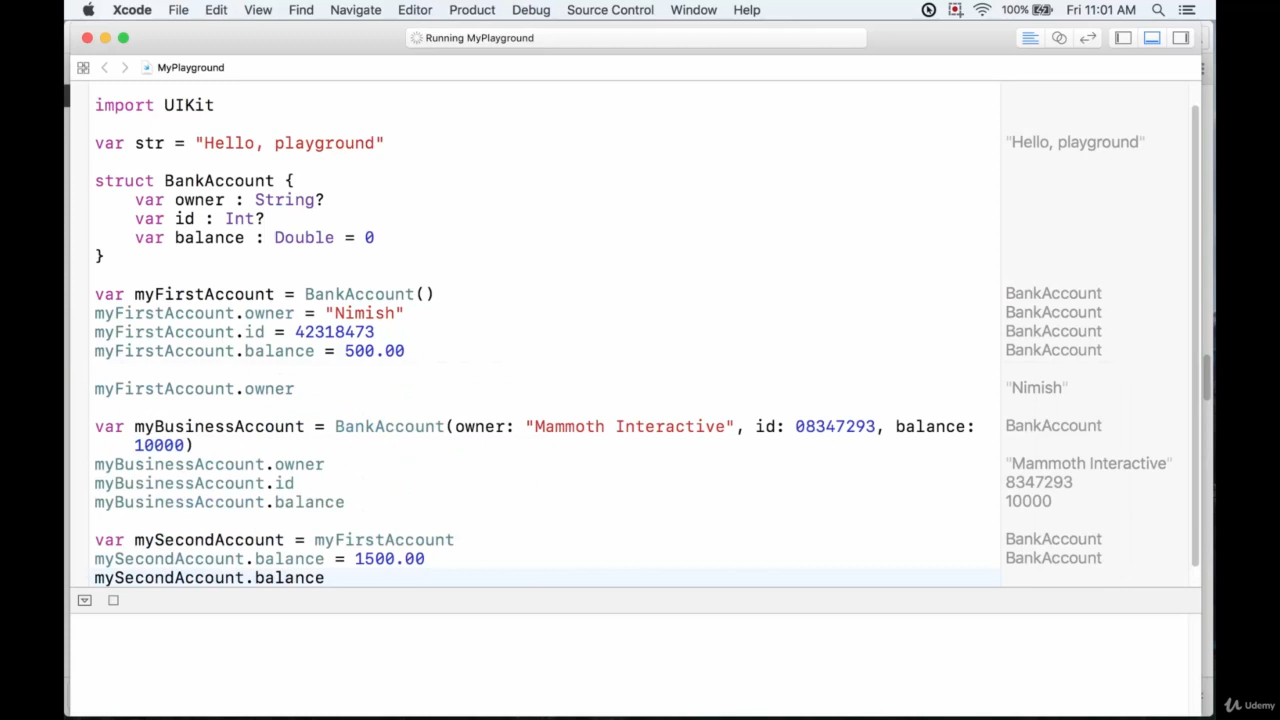 Xcode File Edit View Find Navigate Editor Product Debug Source Control Window Help 100% Fri 11:01 AM
Running MyPlayground
MyPlayground
import UIKit
var str = "Hello, playground" "Hello, playground"
struct BankAccount {
var owner : String?
var id : Int?
var balance : Double = 0
}
var myFirstAccount = BankAccount() BankAccount
myFirstAccount.owner = "Nimish" BankAccount
myFirstAccount.id = 42318473 BankAccount
myFirstAccount.balance = 500.00 BankAccount
myFirstAccount.owner "Nimish"
var myBusinessAccount = BankAccount(owner: "Mammoth Interactive", id: 08347293, balance: BankAccount
10000)
myBusinessAccount.owner "Mammoth Interactive"
myBusinessAccount.id 8347293
myBusinessAccount.balance 10000
var mySecondAccount = myFirstAccount BankAccount
mySecondAccount.balance = 1500.00 BankAccount
mySecondAccount.balance
Udemy